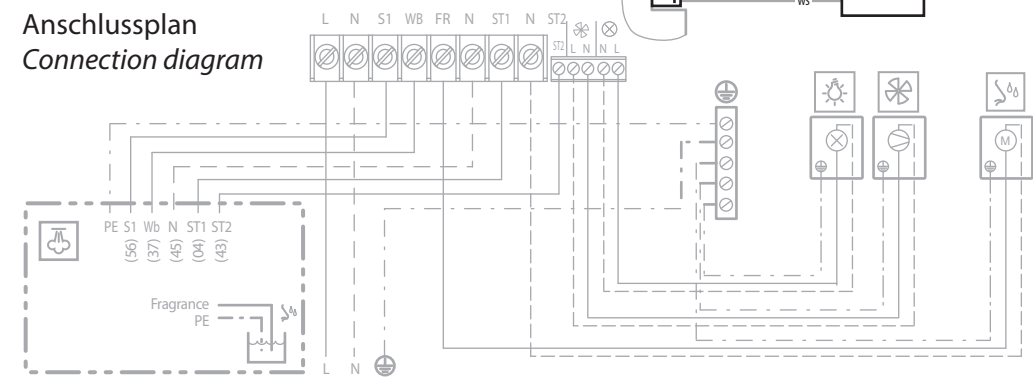 Anschlussplan
Connection diagram
ws
L N S1 WB FR N ST1 N ST2
ST2 L N N L
PE S1 Wb N ST1 ST2
(56) (37) (45) (04) (43)
Fragrance
PE
M
L N